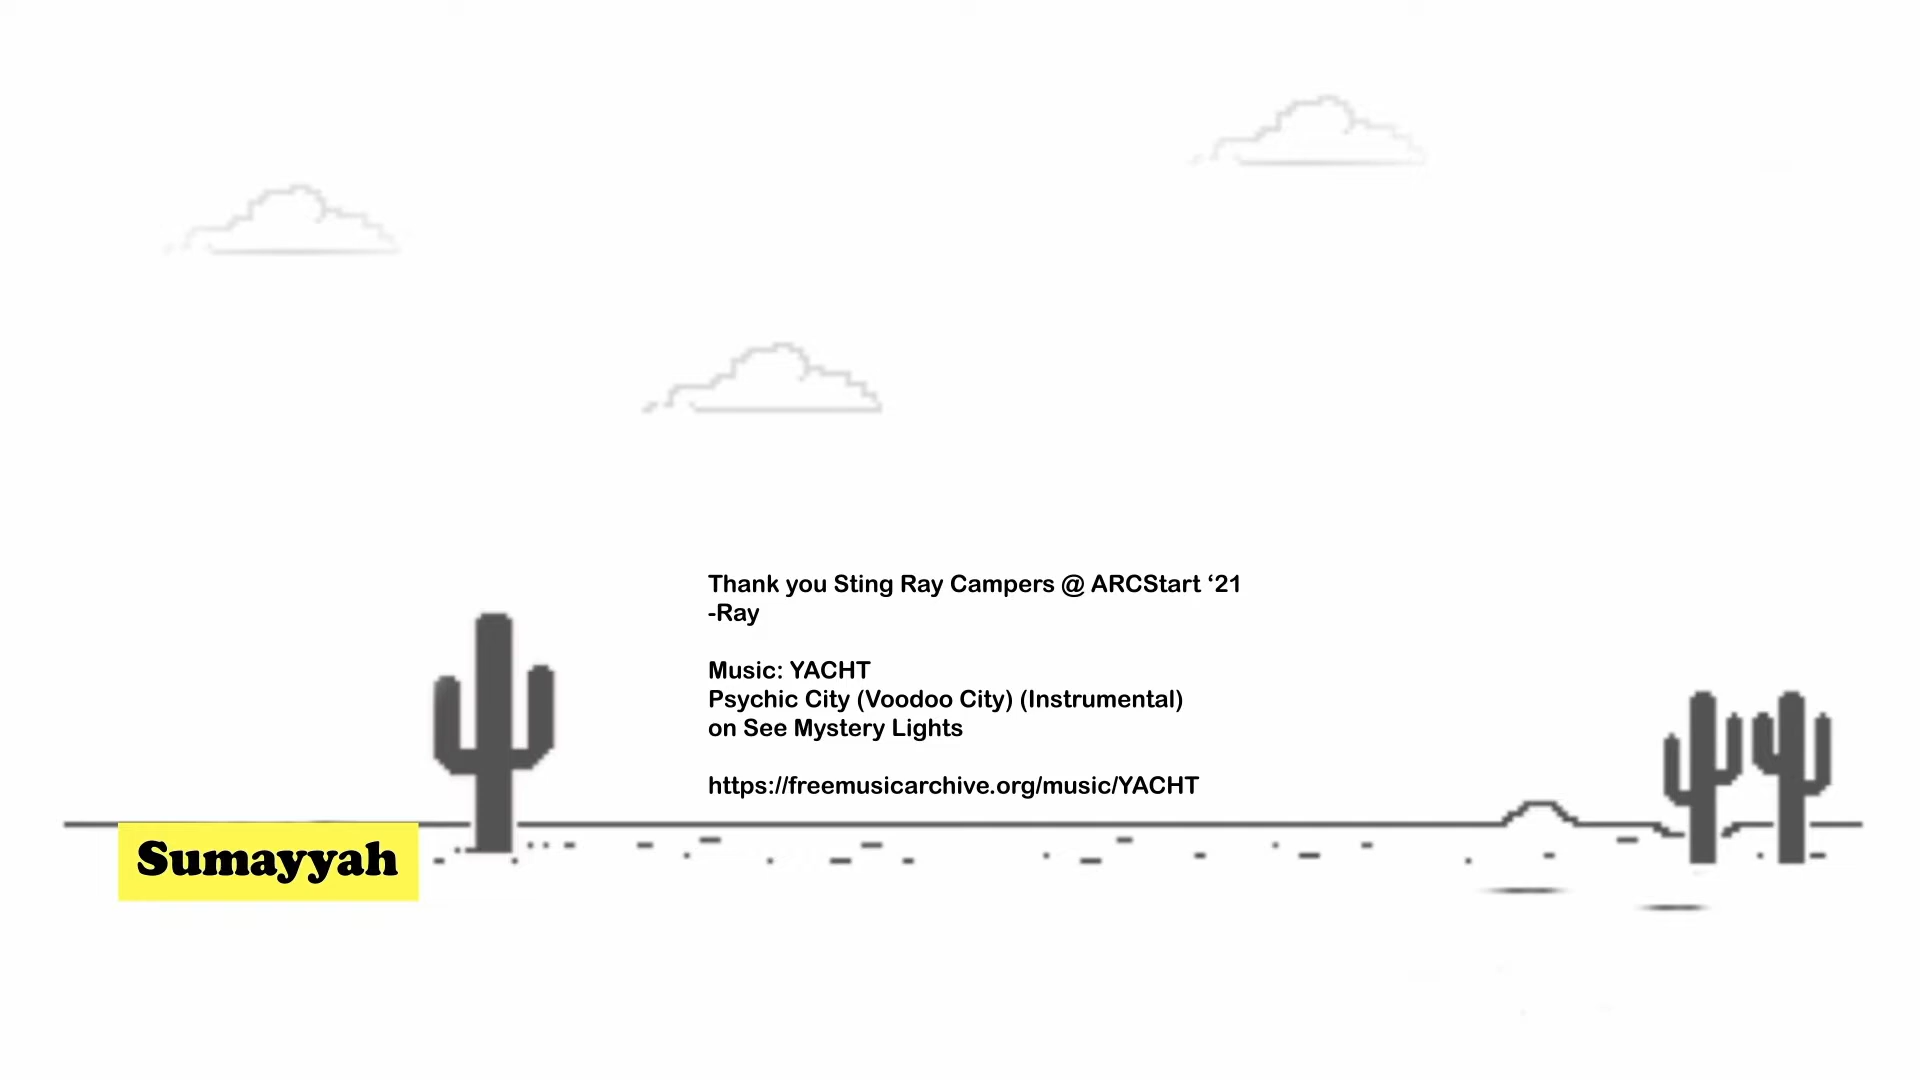 Thank you Sting Ray Campers @ ARCStart ‘21
-Ray
Music: YACHT
Psychic City (Voodoo City) (Instrumental)
on See Mystery Lights
https://freemusicarchive.org/music/YACHT
Sumayyah